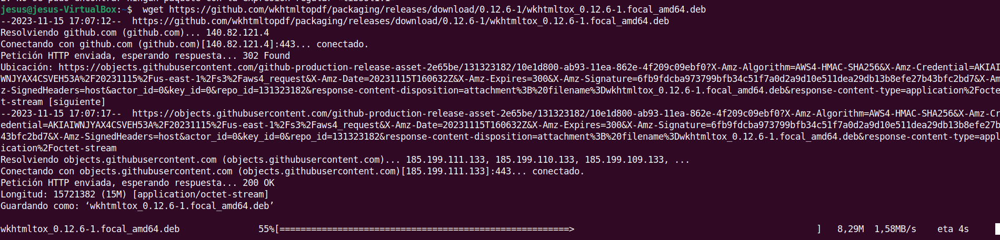 jesus@jesus-VirtualBox:~$  wget https://github.com/wkhtmltopdf/packaging/releases/download/0.12.6-1/wkhtmltox_0.12.6-1.focal_amd64.deb
--2023-11-15 17:07:12--  https://github.com/wkhtmltopdf/packaging/releases/download/0.12.6-1/wkhtmltox_0.12.6-1.focal_amd64.deb
Resolviendo github.com (github.com)... 140.82.121.4
Conectando con github.com (github.com)[140.82.121.4]:443... conectado.
Petición HTTP enviada, esperando respuesta... 302 Found
Ubicación: https://objects.githubusercontent.com/github-production-release-asset-2e65be/131323182/10e1d800-ab93-11ea-862e-4f209c09ebf0?X-Amz-Algorithm=AWS4-HMAC-SHA256&X-Amz-Credential=AKIAI
WNJYAX4CSVEH53A%2F20231115%2Fus-east-1%2Fs3%2Faws4_request&X-Amz-Date=20231115T160632Z&X-Amz-Expires=300&X-Amz-Signature=6fb9fdcba973799bfb34c51f7a0d2a9d10e511dea29db13b8efe27b43bfc2bd7&X-Am
z-SignedHeaders=host&actor_id=0&key_id=0&repo_id=131323182&response-content-disposition=attachment%3B%20filename%3Dwkhtmltox_0.12.6-1.focal_amd64.deb&response-content-type=application%2Focte
t-stream [siguiente]
--2023-11-15 17:07:17--  https://objects.githubusercontent.com/github-production-release-asset-2e65be/131323182/10e1d800-ab93-11ea-862e-4f209c09ebf0?X-Amz-Algorithm=AWS4-HMAC-SHA256&X-Amz-Cr
edential=AKIAIWNJYAX4CSVEH53A%2F20231115%2Fus-east-1%2Fs3%2Faws4_request&X-Amz-Date=20231115T160632Z&X-Amz-Expires=300&X-Amz-Signature=6fb9fdcba973799bfb34c51f7a0d2a9d10e511dea29db13b8efe27b
43bfc2bd7&X-Amz-SignedHeaders=host&actor_id=0&key_id=0&repo_id=131323182&response-content-disposition=attachment%3B%20filename%3Dwkhtmltox_0.12.6-1.focal_amd64.deb&response-content-type=appl
ication%2Foctet-stream
Resolviendo objects.githubusercontent.com (objects.githubusercontent.com)... 185.199.111.133, 185.199.110.133, 185.199.109.133, ...
Conectando con objects.githubusercontent.com (objects.githubusercontent.com)[185.199.111.133]:443... conectado.
Petición HTTP enviada, esperando respuesta... 200 OK
Longitud: 15721382 (15M) [application/octet-stream]
Guardando como: ‘wkhtmltox_0.12.6-1.focal_amd64.deb’
wkhtmltox_0.12.6-1.focal_amd64.deb               55%[=======================================================>                                              ]   8,29M  1,58MB/s    eta 4s